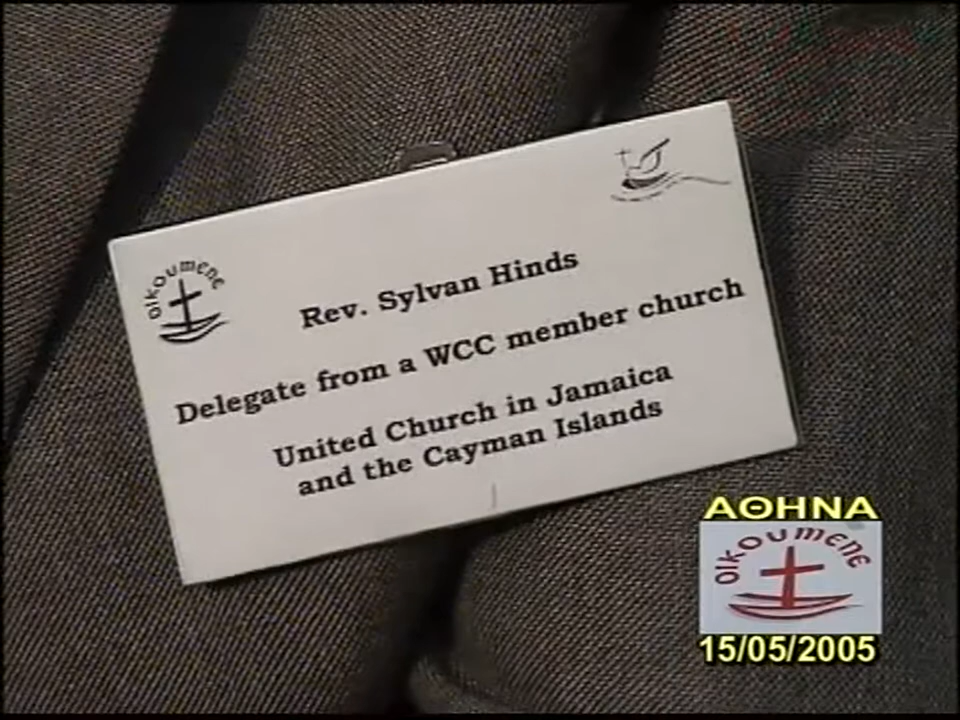 OIKOUMENE
Rev. Sylvan Hinds
Delegate from a WCC member church
United Church in Jamaica
and the Cayman Islands
ΑΘΗΝΑ
OIKOUMENE
15/05/2005